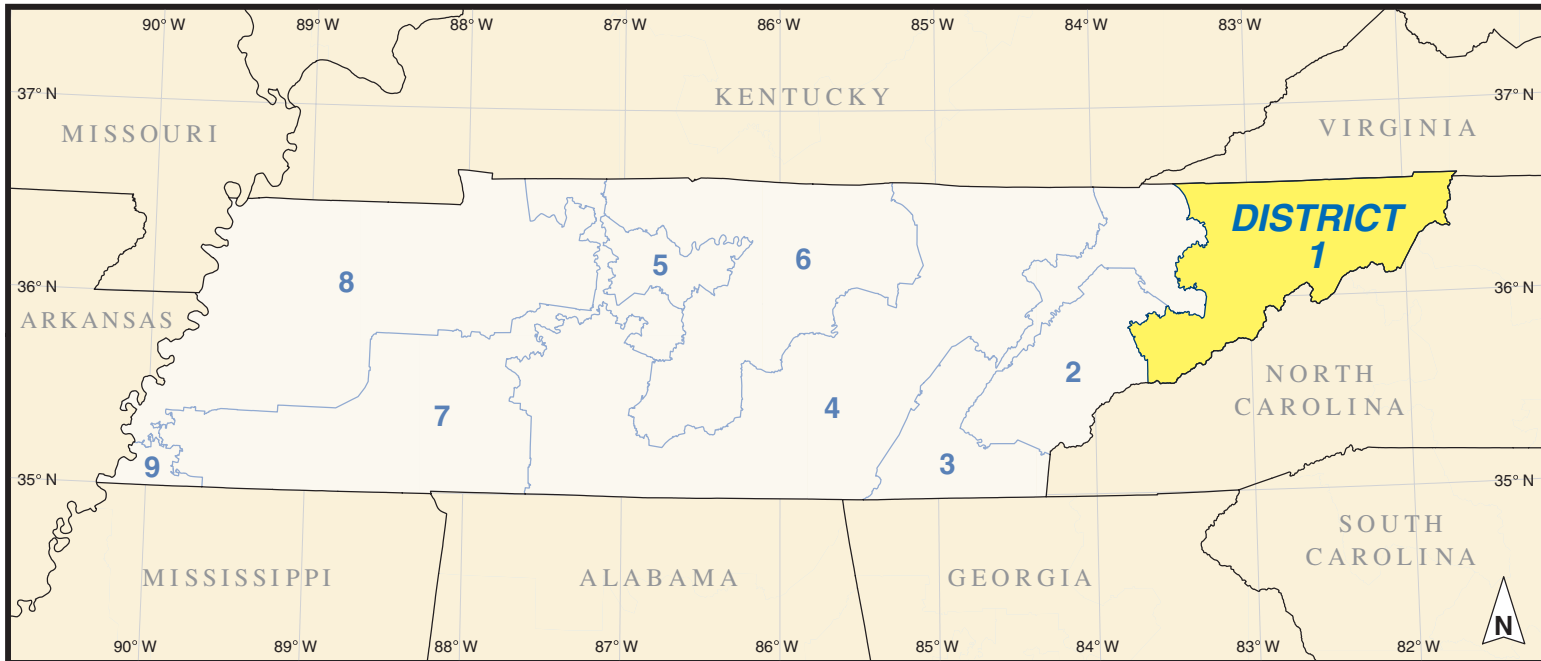 90° W 89° W 88° W 87° W 86° W 85° W 84° W 83° W
37° N
KENTUCKY
37° N
MISSOURI
VIRGINIA
DISTRICT
1
6
5
8
36° N
36° N
ARKANSAS
2
NORTH
CAROLINA
4
7
3
9
35° N
35° N
SOUTH
CAROLINA
MISSISSIPPI
ALABAMA
GEORGIA
N
90° W 89° W 88° W 87° W 86° W 85° W 84° W 83° W 82° W